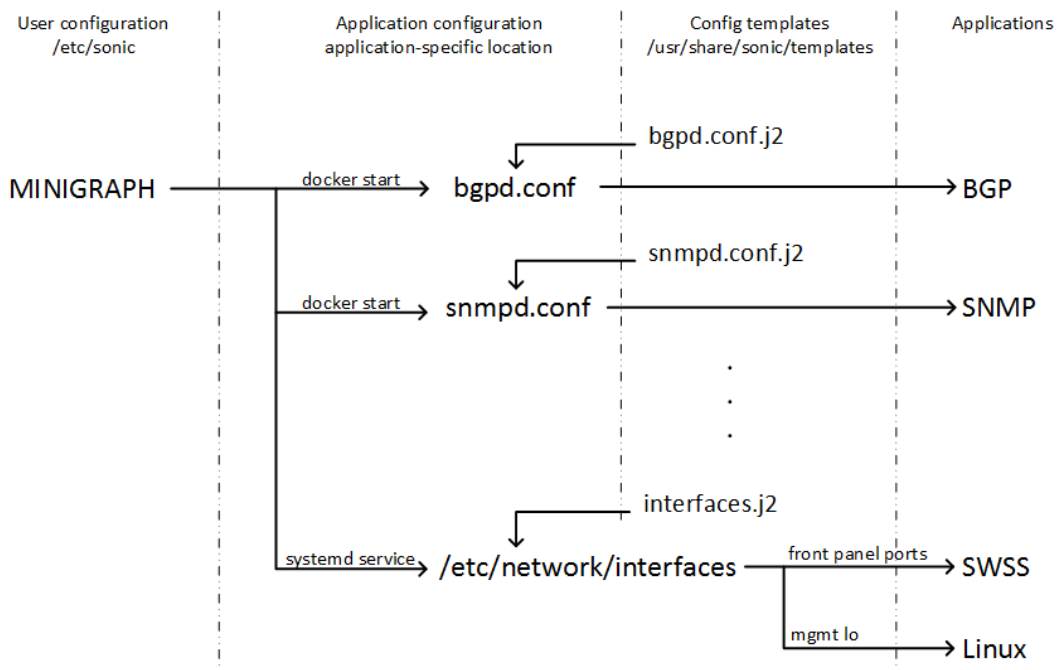 User configuration
/etc/sonic
Application configuration
application-specific location
Config templates
/usr/share/sonic/templates
Applications
bgpd.conf.j2
MINIGRAPH
docker start
bgpd.conf
BGP
snmpd.conf.j2
docker start
snmpd.conf
SNMP
.
.
.
interfaces.j2
systemd service
/etc/network/interfaces
front panel ports
SWSS
mgmt lo
Linux